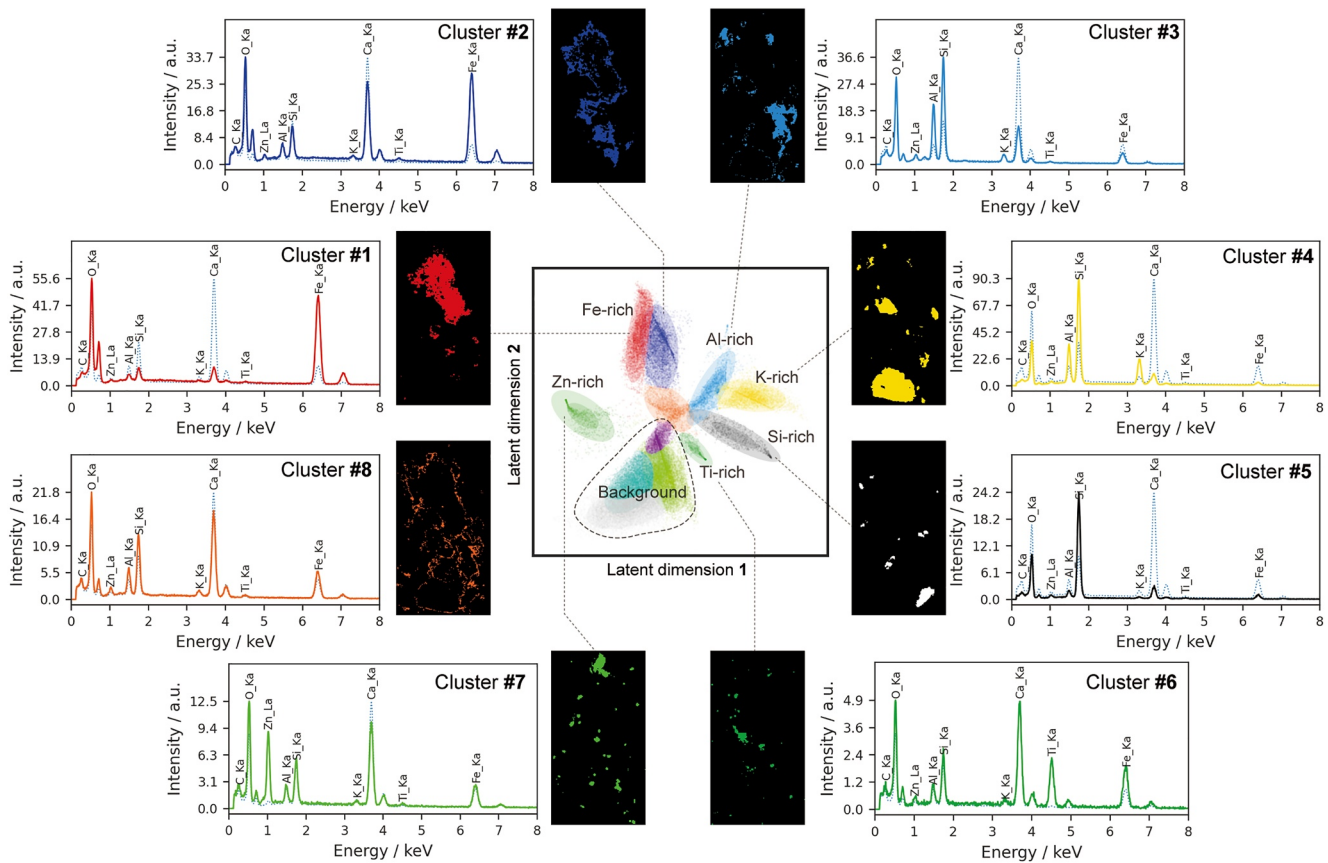 Cluster #2
Intensity / a.u.
33.7
25.3
16.8
8.4
0.0
C_Ka
O_Ka
Zn_La
Al_Ka
Si_Ka
K_Ka
Ca_Ka
Ti_Ka
Fe_Ka
0 1 2 3 4 5 6 7 8
Energy / keV
Cluster #3
Intensity / a.u.
36.6
27.4
18.3
9.1
0.0
C_Ka
O_Ka
Zn_La
Al_Ka
Si_Ka
K_Ka
Ca_Ka
Ti_Ka
Fe_Ka
0 1 2 3 4 5 6 7 8
Energy / keV
Cluster #1
Intensity / a.u.
55.6
41.7
27.8
13.9
0.0
C_Ka
O_Ka
Zn_La
Al_Ka
Si_Ka
K_Ka
Ca_Ka
Ti_Ka
Fe_Ka
0 1 2 3 4 5 6 7 8
Energy / keV
Fe-rich
Al-rich
Zn-rich
K-rich
Si-rich
Ti-rich
Background
Latent dimension 2
Latent dimension 1
Cluster #4
Intensity / a.u.
90.3
67.7
45.2
22.6
0.0
C_Ka
O_Ka
Zn_La
Al_Ka
Si_Ka
K_Ka
Ca_Ka
Ti_Ka
Fe_Ka
0 1 2 3 4 5 6 7 8
Energy / keV
Cluster #8
Intensity / a.u.
21.8
16.4
10.9
5.5
0.0
C_Ka
O_Ka
Zn_La
Al_Ka
Si_Ka
K_Ka
Ca_Ka
Ti_Ka
Fe_Ka
0 1 2 3 4 5 6 7 8
Energy / keV
Cluster #5
Intensity / a.u.
24.2
18.2
12.1
6.1
0.0
C_Ka
O_Ka
Zn_La
Al_Ka
Si_Ka
K_Ka
Ca_Ka
Ti_Ka
Fe_Ka
0 1 2 3 4 5 6 7 8
Energy / keV
Cluster #7
Intensity / a.u.
12.5
9.4
6.3
3.1
0.0
C_Ka
O_Ka
Zn_La
Al_Ka
Si_Ka
K_Ka
Ca_Ka
Ti_Ka
Fe_Ka
0 1 2 3 4 5 6 7 8
Energy / keV
Cluster #6
Intensity / a.u.
4.9
3.6
2.4
1.2
0.0
C_Ka
O_Ka
Zn_La
Al_Ka
Si_Ka
K_Ka
Ca_Ka
Ti_Ka
Fe_Ka
0 1 2 3 4 5 6 7 8
Energy / keV